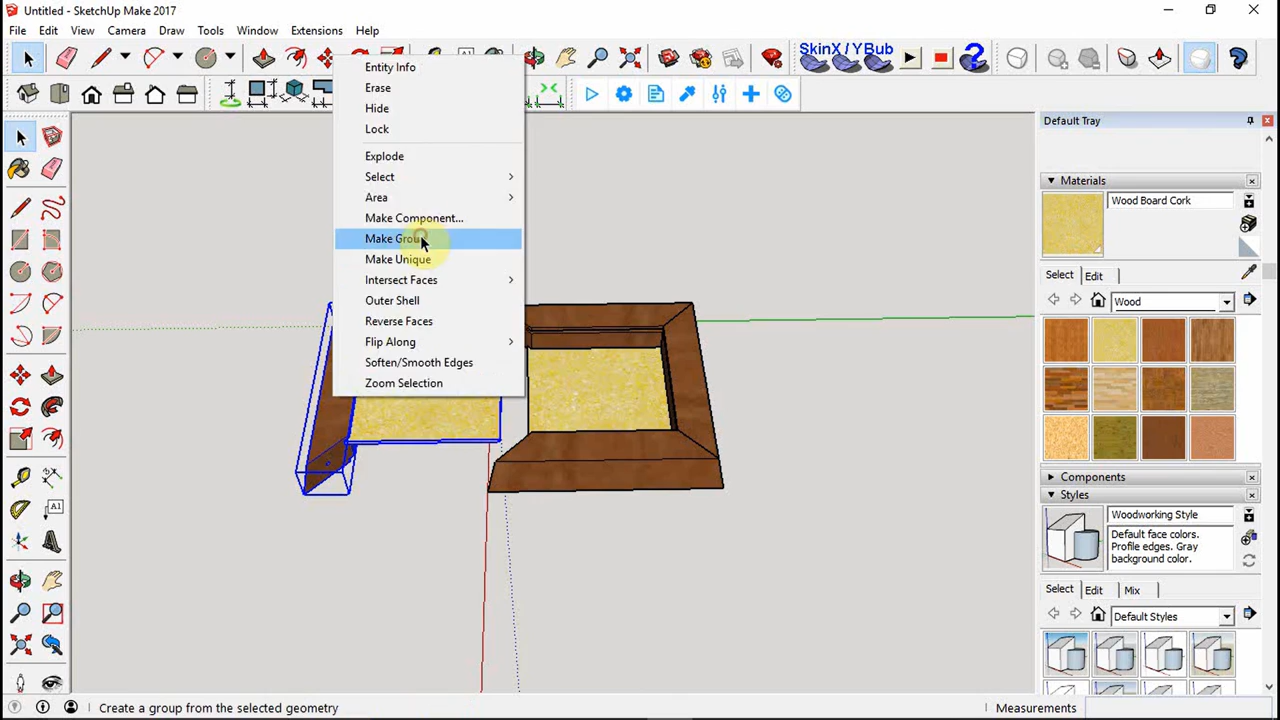 Untitled - SketchUp Make 2017
File Edit View Camera Draw Tools Window Extensions Help
SkinX / YBub
Entity Info
Erase
Hide
Lock
Explode
Select
Area
Make Component...
Make Group
Make Unique
Intersect Faces
Outer Shell
Reverse Faces
Flip Along
Soften/Smooth Edges
Zoom Selection
Default Tray
Materials
Wood Board Cork
Select Edit
Wood
Components
Styles
Woodworking Style
Default face colors.
Profile edges. Gray
background color.
Select Edit Mix
Default Styles
A1
Create a group from the selected geometry
Measurements